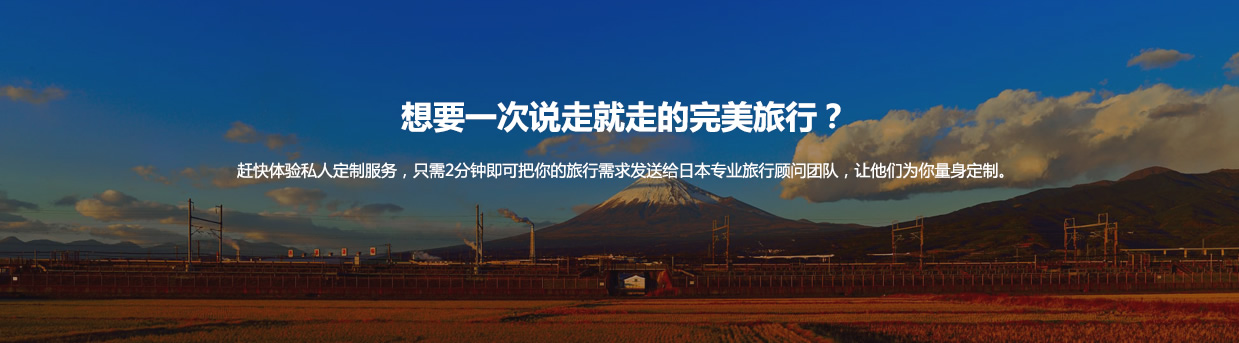 想要一次说走就走的完美旅行？
赶快体验私人定制服务，只需2分钟即可把你的旅行需求发送给日本专业旅行顾问团队，让他们为你量身定制。